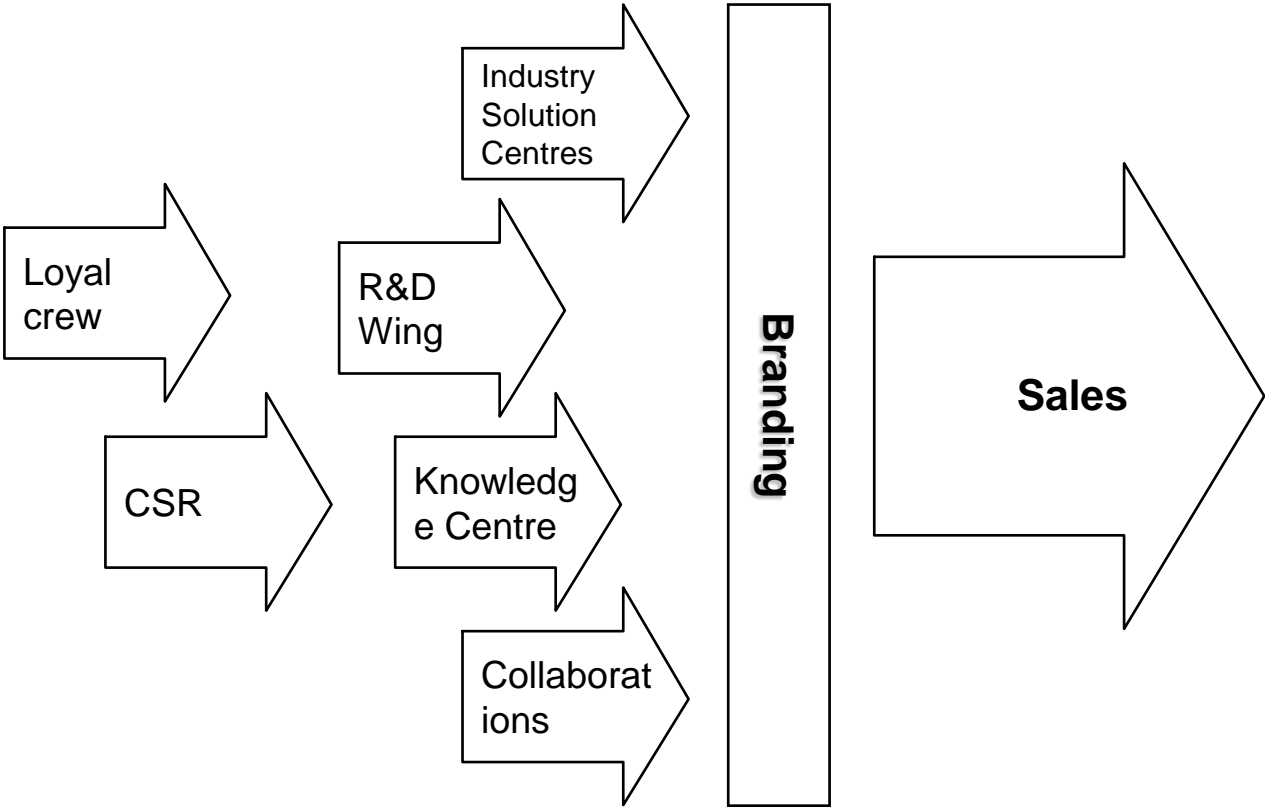 Industry
Solution
Centres
Loyal
crew
R&D
Wing
CSR
Knowledg
e Centre
Collaborat
ions
Branding
Sales